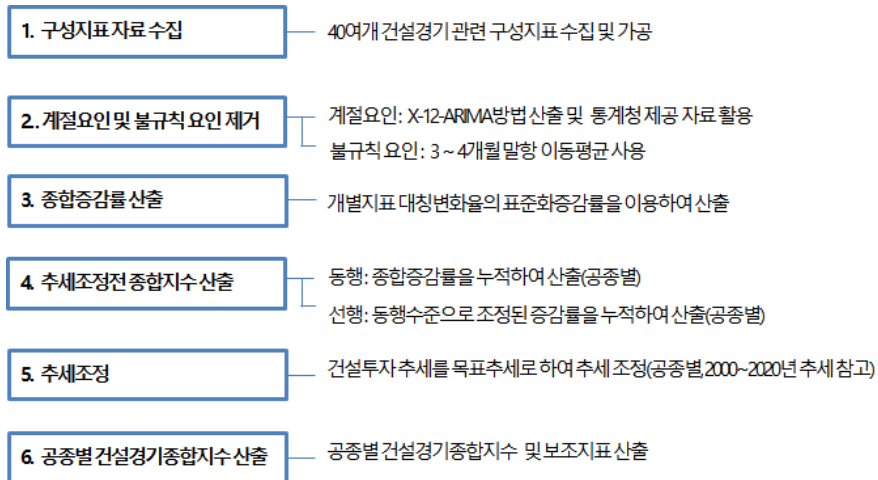 1. 구성지표 자료 수집
40여개 건설경기 관련 구성지표 수집 및 가공
2.. 계절요인 및 불규칙 요인 제거
계절요인: X-12-ARIMA방법 산출 및 통계청 제공 자료 활용
불규칙 요인: 3 ~ 4개월 말항 이동평균 사용
3. 종합증감률 산출
개별지표 대칭변화율의 표준화증감률을 이용하여 산출
4. 추세조정전 종합지수 산출
동행: 종합증감률을 누적하여 산출(공종별)
선행: 동행수준으로 조정된 증감률을 누적하여 산출(공종별)
5. 추세조정
건설투자 추세를 목표추세로 하여 추세 조정(공종별,2000~2020년 추세 참고)
6. 공종별 건설경기종합지수 산출
공종별 건설경기종합지수 및 보조지표 산출